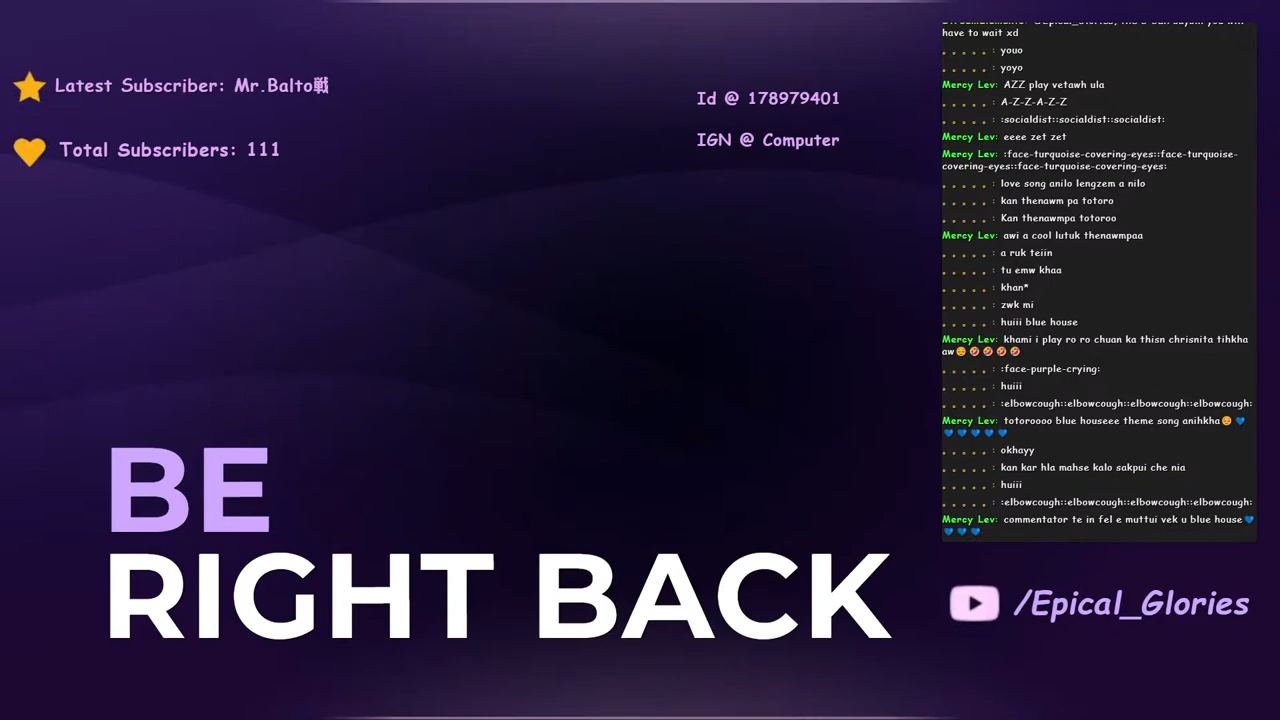 Latest Subscriber: Mr.Balto戦
Total Subscribers: 111
Id @ 178979401
IGN @ Computer
BE
RIGHT BACK
have to wait xd
。。。。。: youo
。。。。。: yoyo
Mercy Lev: AZZ play vetawh ula
。。。。。: A-Z-Z-A-Z-Z
。。。。。: :socialdist::socialdist::socialdist:
Mercy Lev: eeee zet zet
Mercy Lev: :face-turquoise-covering-eyes::face-turquoise-
covering-eyes::face-turquoise-covering-eyes:
。。。。。: love song anilo lengzem a nilo
。。。。。: kan thenawm pa totoro
。。。。。: Kan thenawmpa totoroo
Mercy Lev: awi a cool lutuk thenawmpaa
。。。。。: a ruk teiin
。。。。。: tu emw khaa
。。。。。: khan*
。。。。。: zwk mi
。。。。。: huiii blue house
Mercy Lev: khami i play ro ro chuan ka thisn chrisnita tihkha
aw☺️🤣🤣🤣🤣
。。。。。: :face-purple-crying:
。。。。。: huiii
。。。。。: :elbowcough::elbowcough::elbowcough::elbowcough:
Mercy Lev: totoroooo blue houseee theme song anihkha☺️💙
💙💙💙💙💙
。。。。。: okhayy
。。。。。: kan kar hla mahse kalo sakpui che nia
。。。。。: huiii
。。。。。: :elbowcough::elbowcough::elbowcough::elbowcough:
Mercy Lev: commentator te in fel e muttui vek u blue house💙
💙💙💙
/Epical_Glories